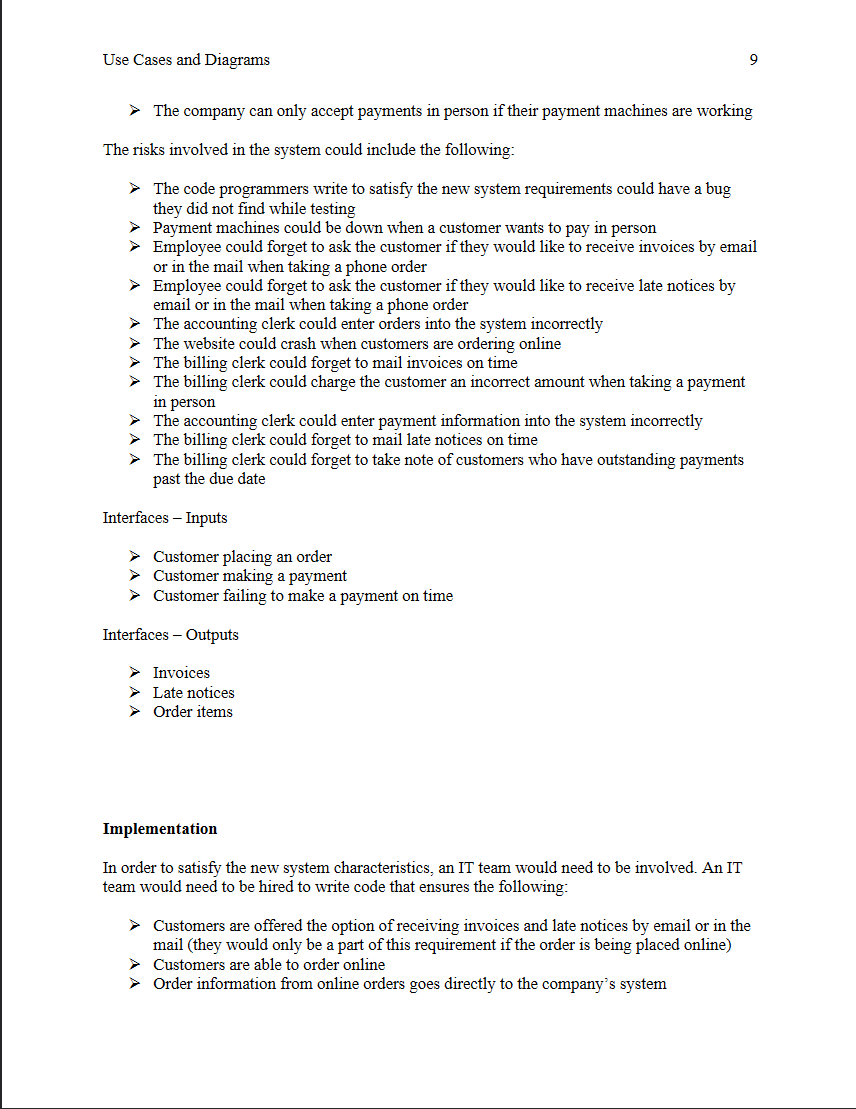 Use Cases and Diagrams 9
➢ The company can only accept payments in person if their payment machines are working
The risks involved in the system could include the following:
➢ The code programmers write to satisfy the new system requirements could have a bug
they did not find while testing
➢ Payment machines could be down when a customer wants to pay in person
➢ Employee could forget to ask the customer if they would like to receive invoices by email
or in the mail when taking a phone order
➢ Employee could forget to ask the customer if they would like to receive late notices by
email or in the mail when taking a phone order
➢ The accounting clerk could enter orders into the system incorrectly
➢ The website could crash when customers are ordering online
➢ The billing clerk could forget to mail invoices on time
➢ The billing clerk could charge the customer an incorrect amount when taking a payment
in person
➢ The accounting clerk could enter payment information into the system incorrectly
➢ The billing clerk could forget to mail late notices on time
➢ The billing clerk could forget to take note of customers who have outstanding payments
past the due date
Interfaces – Inputs
➢ Customer placing an order
➢ Customer making a payment
➢ Customer failing to make a payment on time
Interfaces – Outputs
➢ Invoices
➢ Late notices
➢ Order items
Implementation
In order to satisfy the new system characteristics, an IT team would need to be involved. An IT
team would need to be hired to write code that ensures the following:
➢ Customers are offered the option of receiving invoices and late notices by email or in the
mail (they would only be a part of this requirement if the order is being placed online)
➢ Customers are able to order online
➢ Order information from online orders goes directly to the company’s system